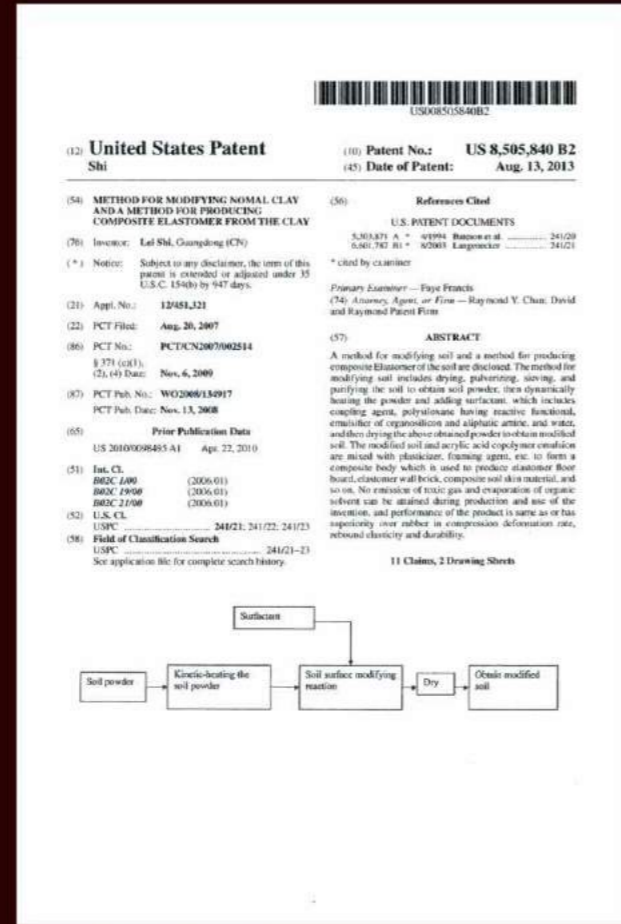 US008505840B2
(12) United States Patent
Shi
(10) Patent No.: US 8,505,840 B2
(45) Date of Patent: Aug. 13, 2013
(54) METHOD FOR MODIFYING NOMAL CLAY
AND A METHOD FOR PRODUCING
COMPOSITE ELASTOMER FROM THE CLAY
(76) Inventor: Lei Shi, Guangdong (CN)
(*) Notice: Subject to any disclaimer, the term of this
patent is extended or adjusted under 35
U.S.C. 154(b) by 947 days.
(21) Appl. No.: 12/451,321
(22) PCT Filed: Aug. 20, 2007
(86) PCT No.: PCT/CN2007/002514
§ 371 (c)(1),
(2), (4) Date: Nov. 6, 2009
(87) PCT Pub. No.: WO2008/134917
PCT Pub. Date: Nov. 13, 2008
(65) Prior Publication Data
US 2010/0098495 A1 Apr. 22, 2010
(51) Int. Cl.
B02C 1/00 (2006.01)
B02C 19/00 (2006.01)
B02C 21/00 (2006.01)
(52) U.S. Cl.
USPC 241/21; 241/22; 241/23
(58) Field of Classification Search
USPC 241/21–23
See application file for complete search history.
(56) References Cited
U.S. PATENT DOCUMENTS
A * 4/1994 et al. 241/20
B1 * 241/21
* cited by examiner
Primary Examiner — Faye Francis
(74) Attorney, Agent, or Firm — Raymond Y. Chan; David
and Raymond Patent Firm
(57) ABSTRACT
A method for modifying soil and a method for producing
composite Elastomer of the soil are disclosed. The method for
modifying soil includes drying, pulverizing, sieving, and
purifying the soil to obtain soil powder, then dynamically
heating the powder and adding surfactant, which includes
coupling agent, polysiloxane having reactive functional,
emulsifier of organosilicon and aliphatic amine, and water,
and then drying the above obtained powder to obtain modified
soil. The modified soil and acrylic acid copolymer emulsion
are mixed with plasticizer, foaming agent, etc. to form a
composite body which is used to produce elastomer floor
board, elastomer wall brick, composite soil skin material, and
so on. No emission of toxic gas and evaporation of organic
solvent can be attained during production and use of the
invention, and performance of the product is same as or has
superiority over rubber in compression deformation rate,
rebound elasticity and durability.
11 Claims, 2 Drawing Sheets
Surfactant
Soil powder
Kinetic-heating the
soil powder
Soil surface modifying
reaction
Dry
Obtain modified
soil